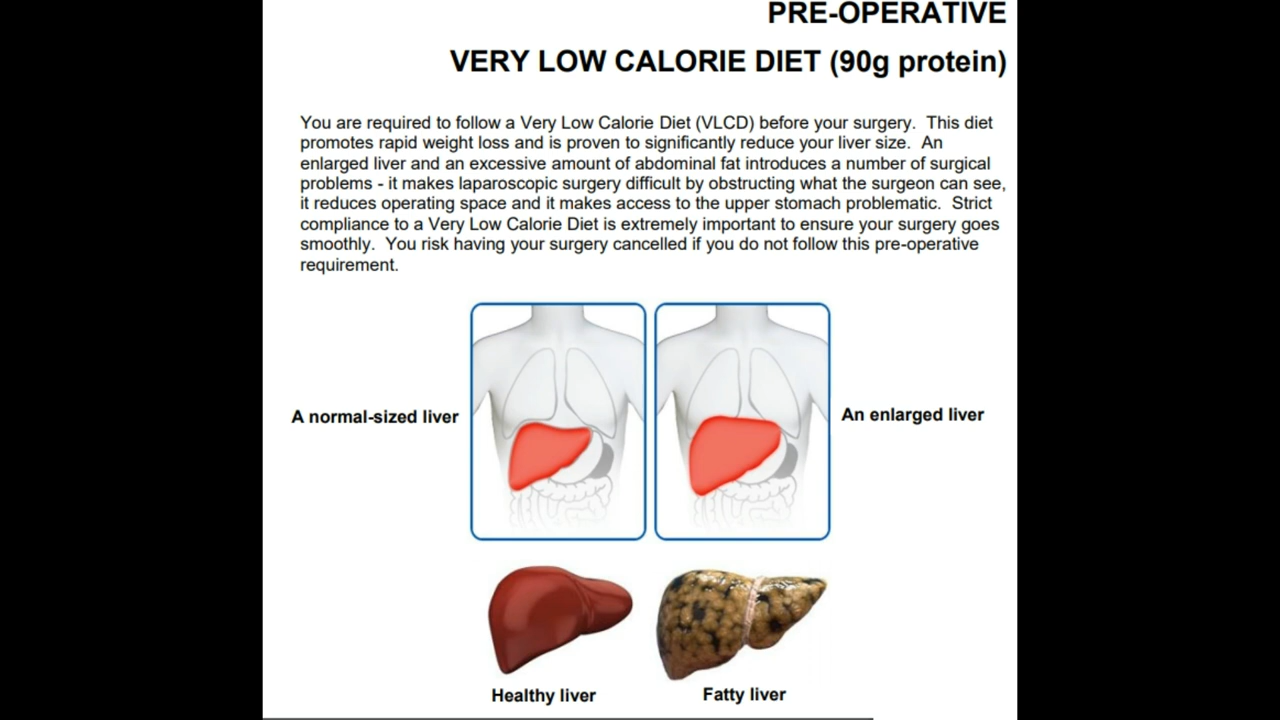 PRE-OPERATIVE
VERY LOW CALORIE DIET (90g protein)
You are required to follow a Very Low Calorie Diet (VLCD) before your surgery.  This diet
promotes rapid weight loss and is proven to significantly reduce your liver size.  An
enlarged liver and an excessive amount of abdominal fat introduces a number of surgical
problems - it makes laparoscopic surgery difficult by obstructing what the surgeon can see,
it reduces operating space and it makes access to the upper stomach problematic.  Strict
compliance to a Very Low Calorie Diet is extremely important to ensure your surgery goes
smoothly.  You risk having your surgery cancelled if you do not follow this pre-operative
requirement.
A normal-sized liver
An enlarged liver
Healthy liver
Fatty liver